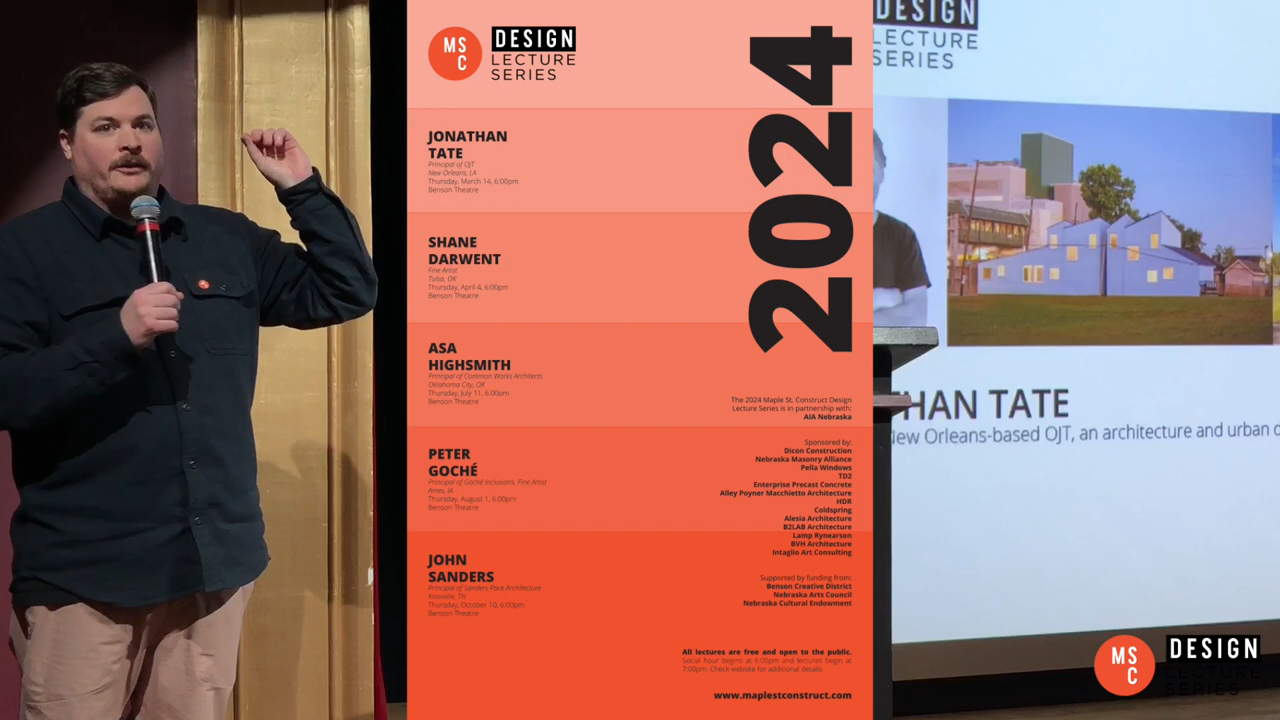 MS
C
DESIGN
LECTURE
SERIES
2024
JONATHAN
TATE
Principal of OJT
New Orleans, LA
Thursday, March 14, 6:00pm
Benson Theatre
SHANE
DARWENT
Fine Artist
Tulsa, OK
Thursday, April 4, 6:00pm
Benson Theatre
ASA
HIGHSMITH
Principal of Common Works Architects
Oklahoma City, OK
Thursday, July 11, 6:00pm
Benson Theatre
PETER
GOCHÉ
Principal of Goché Inclusions, Fine Artist
Ames, IA
Thursday, August 1, 6:00pm
Benson Theatre
JOHN
SANDERS
Principal of Sanders Pace Architecture
Knoxville, TN
Thursday, October 10, 6:00pm
Benson Theatre
The 2024 Maple St. Construct Design
Lecture Series is in partnership with:
AIA Nebraska
Sponsored by:
Dicon Construction
Nebraska Masonry Alliance
Pella Windows
TD2
Enterprise Precast Concrete
Alley Poyner Macchietto Architecture
HDR
Coldspring
Alesia Architecture
B2LAB Architecture
Lamp Rynearson
BVH Architecture
Intaglio Art Consulting
Supported by funding from:
Benson Creative District
Nebraska Arts Council
Nebraska Cultural Endowment
All lectures are free and open to the public.
Social hour begins at 6:00pm and lectures begin at
7:00pm. Check website for additional details.
www.maplestconstruct.com
DESIGN
LECTURE
SERIES
HAN TATE
New Orleans-based OJT, an architecture and urban
MS
C
DESIGN
LECTURE
SERIES